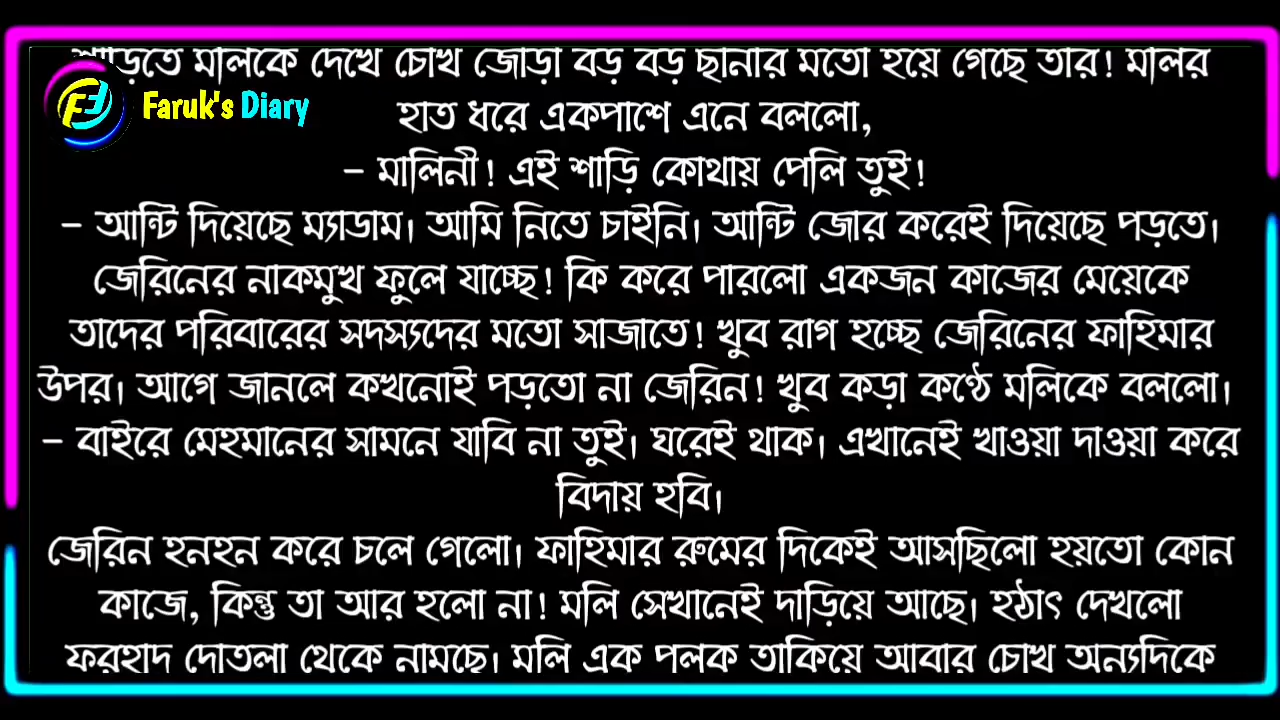 শাড়িতে মলিকে দেখে চোখ জোড়া বড় বড় ছানার মতো হয়ে গেছে তার! মলির
Faruk's Diary
হাত ধরে একপাশে এনে বললো,
– মালিনী! এই শাড়ি কোথায় পেলি তুই!
– আন্টি দিয়েছে ম্যাডাম। আমি নিতে চাইনি। আন্টি জোর করেই দিয়েছে পড়তে।
জেরিনের নাকমুখ ফুলে যাচ্ছে! কি করে পারলো একজন কাজের মেয়েকে
তাদের পরিবারের সদস্যদের মতো সাজাতে! খুব রাগ হচ্ছে জেরিনের ফাহিমার
উপর। আগে জানলে কখনোই পড়তো না জেরিন! খুব কড়া কণ্ঠে মলিকে বললো।
– বাইরে মেহমানের সামনে যাবি না তুই। ঘরেই থাক। এখানেই খাওয়া দাওয়া করে
বিদায় হবি।
জেরিন হনহন করে চলে গেলো। ফাহিমার রুমের দিকেই আসছিলো হয়তো কোন
কাজে, কিন্তু তা আর হলো না! মলি সেখানেই দাড়িয়ে আছে। হঠাৎ দেখলো
ফরহাদ দোতলা থেকে নামছে। মলি এক পলক তাকিয়ে আবার চোখ অন্যদিকে